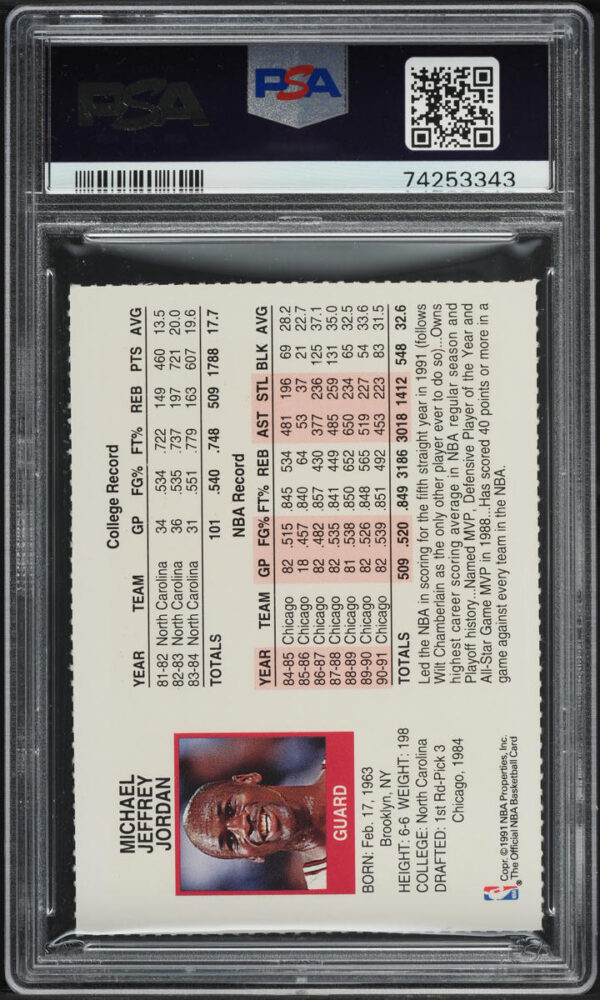 PSA
PSA
74253343
MICHAEL
JEFFREY
JORDAN
GUARD
BORN: Feb. 17, 1963
Brooklyn, NY
HEIGHT: 6-6 WEIGHT: 198
COLLEGE: North Carolina
DRAFTED: 1st Rd-Pick 3
Chicago, 1984
Copr. © 1991 NBA Properties, Inc.
The Official NBA Basketball Card
College Record
YEAR TEAM GP FG% FT% REB PTS AVG
81-82 North Carolina 34 .534 .722 149 460 13.5
82-83 North Carolina 36 .535 .737 197 721 20.0
83-84 North Carolina 31 .551 .779 163 607 19.6
TOTALS 101 .540 .748 509 1788 17.7
NBA Record
YEAR TEAM GP FG% FT% REB AST STL BLK AVG
84-85 Chicago 82 .515 .845 534 481 196 69 28.2
85-86 Chicago 18 .457 .840 64 53 37 21 22.7
86-87 Chicago 82 .482 .857 430 377 236 125 37.1
87-88 Chicago 82 .535 .841 449 485 259 131 35.0
88-89 Chicago 81 .538 .850 652 650 234 65 32.5
89-90 Chicago 82 .526 .848 565 519 227 54 33.6
90-91 Chicago 82 .539 .851 492 453 223 83 31.5
TOTALS 509 .520 .849 3186 3018 1412 548 32.6
Led the NBA in scoring for the fifth straight year in 1991 (follows
Wilt Chamberlain as the only other player ever to do so)...Owns
highest career scoring average in NBA regular season and
Playoff history...Named MVP, Defensive Player of the Year and
All-Star Game MVP in 1988...Has scored 40 points or more in a
game against every team in the NBA.